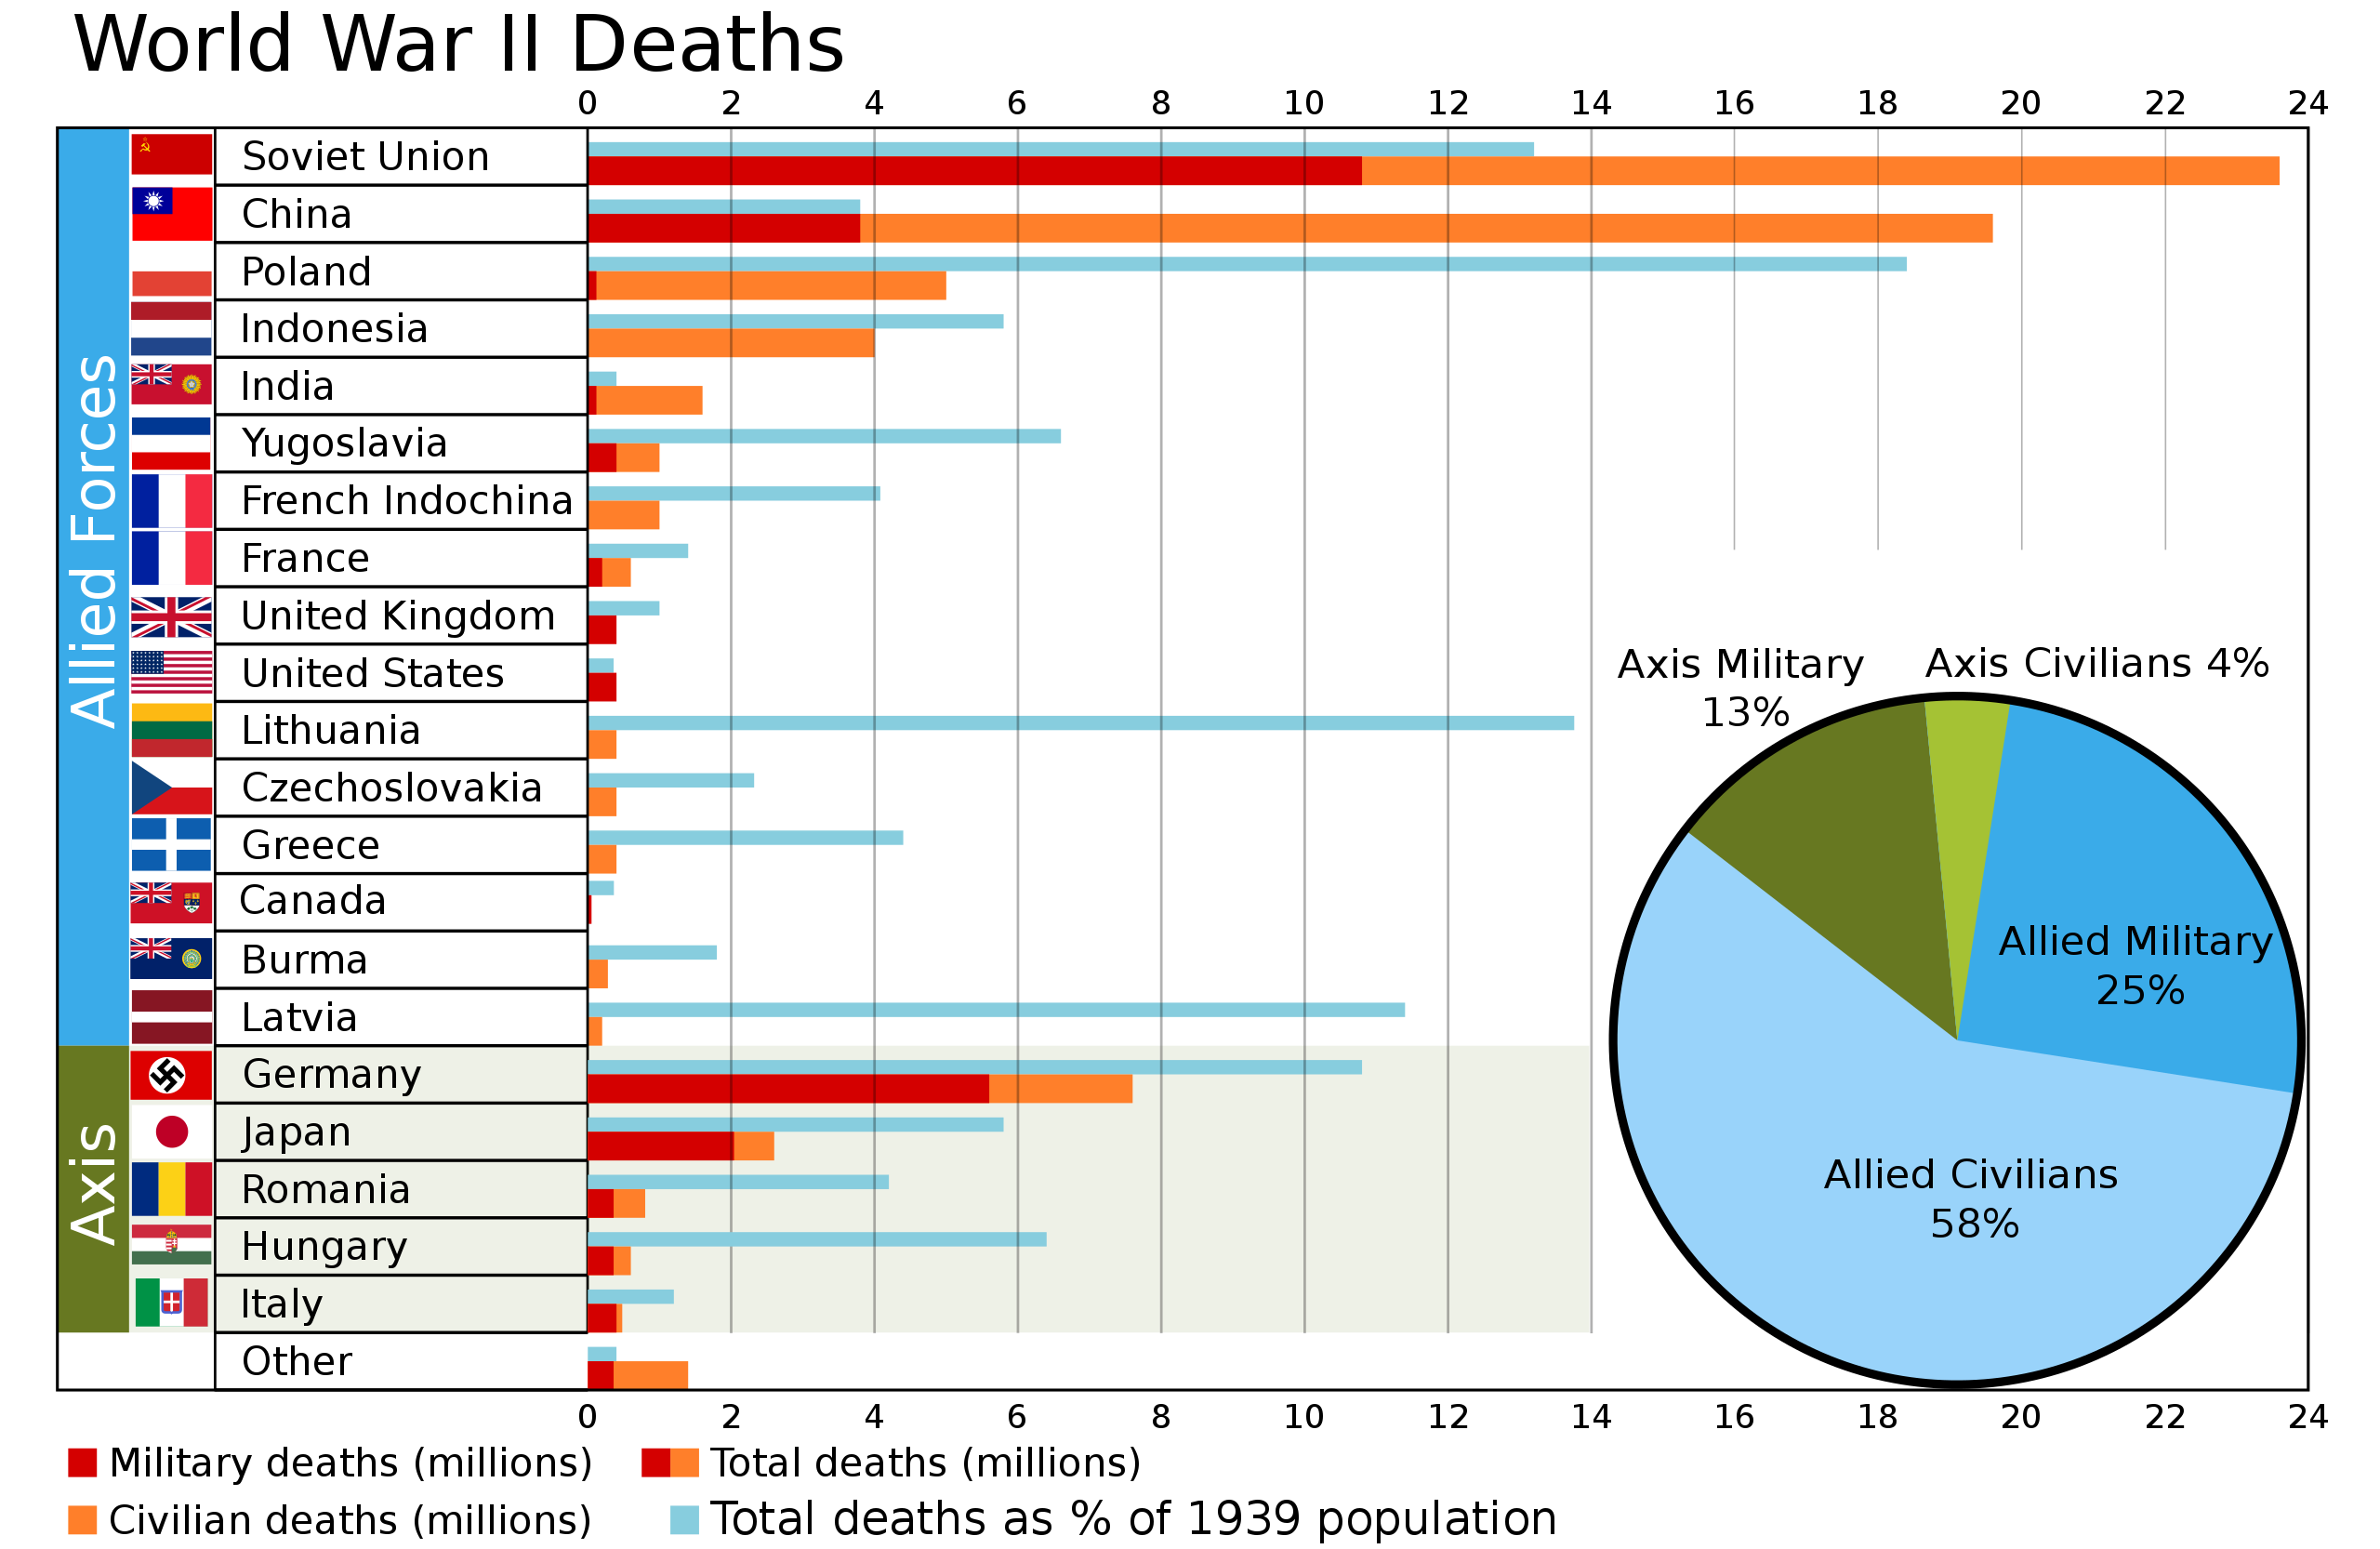 World War II Deaths
0 2 4 6 8 10 12 14 16 18 20 22 24
Allied Forces
Soviet Union
China
Poland
Indonesia
India
Yugoslavia
French Indochina
France
United Kingdom
United States
Lithuania
Czechoslovakia
Greece
Canada
Burma
Latvia
Axis
Germany
Japan
Romania
Hungary
Italy
Other
Axis Military
13%
Axis Civilians 4%
Allied Military
25%
Allied Civilians
58%
0 2 4 6 8 10 12 14 16 18 20 22 24
Military deaths (millions)
Total deaths (millions)
Civilian deaths (millions)
Total deaths as % of 1939 population